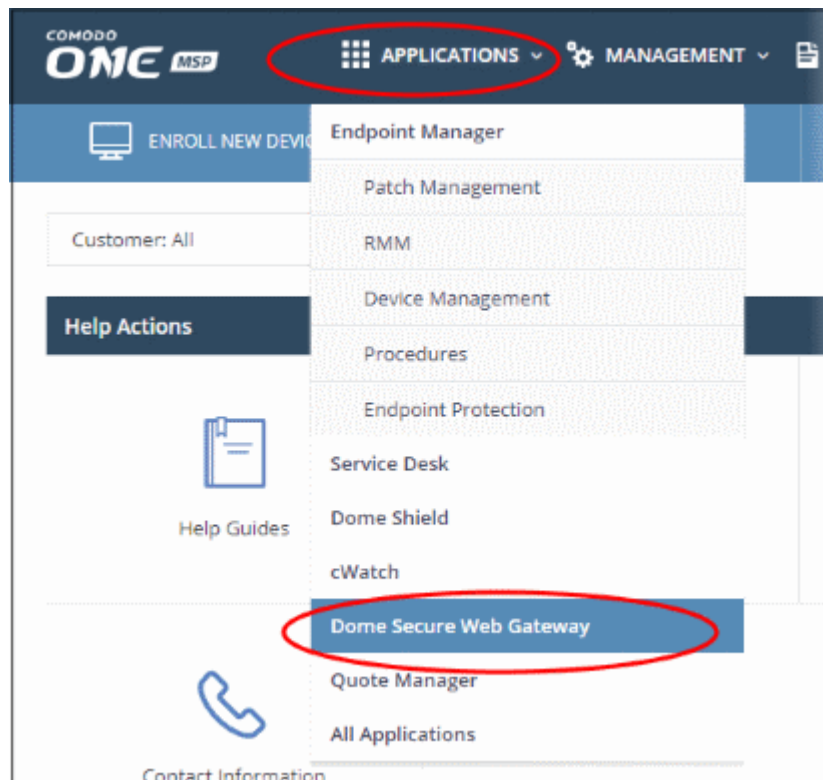 COMODO
ONE MSP
APPLICATIONS
MANAGEMENT
ENROLL NEW DEVIC
Endpoint Manager
Patch Management
Customer: All
RMM
Device Management
Help Actions
Procedures
Endpoint Protection
Service Desk
Help Guides
Dome Shield
cWatch
Dome Secure Web Gateway
Quote Manager
All Applications
Contact Information